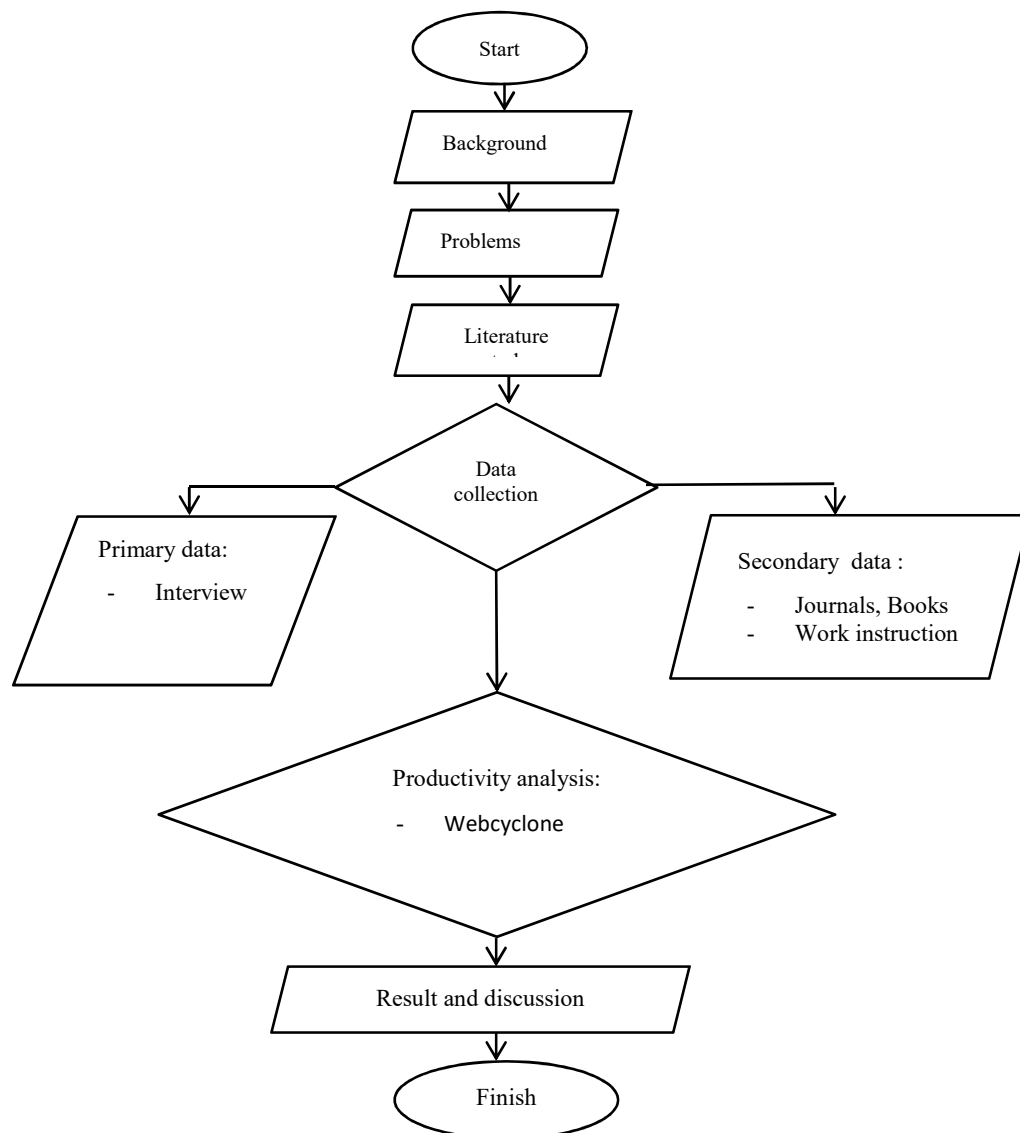 Start
Background
Problems
Literature
Data
collection
Primary data:
- Interview
Secondary data :
- Journals, Books
- Work instruction
Productivity analysis:
- Webcyclone
Result and discussion
Finish